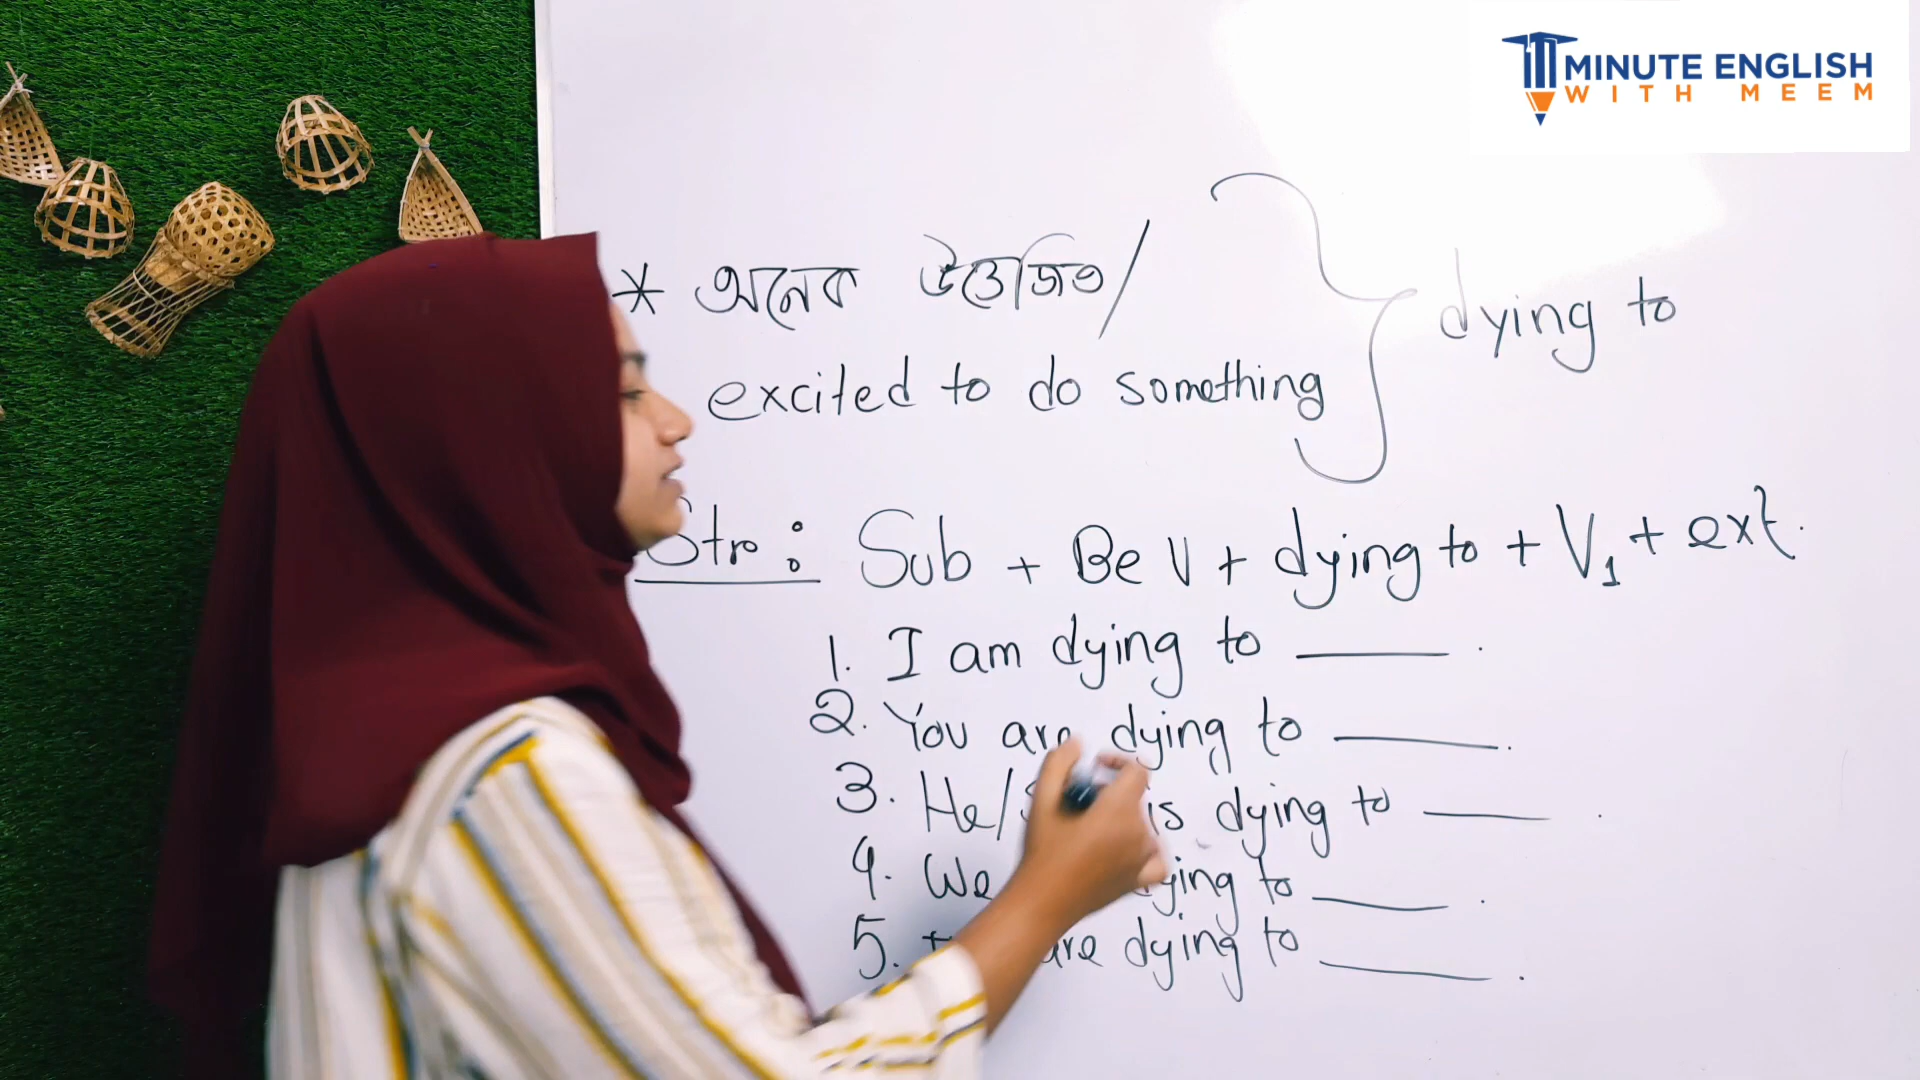 MINUTE ENGLISH
WITH MEEM
* অনেক উত্তেজিত/
excited to do something
dying to
Str: Sub + Be V + dying to + V1 + ext.
1. I am dying to ____.
2. You are dying to ____.
3. He/ is dying to ____.
4. We dying to ____.
5. are dying to ____.